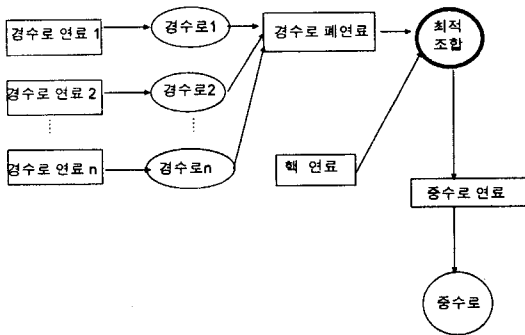 경수로 연료 1
경수로1
경수로 폐연료
최적
조합
경수로 연료 2
경수로2
경수로 연료 n
경수로n
핵 연료
중수로 연료
중수로